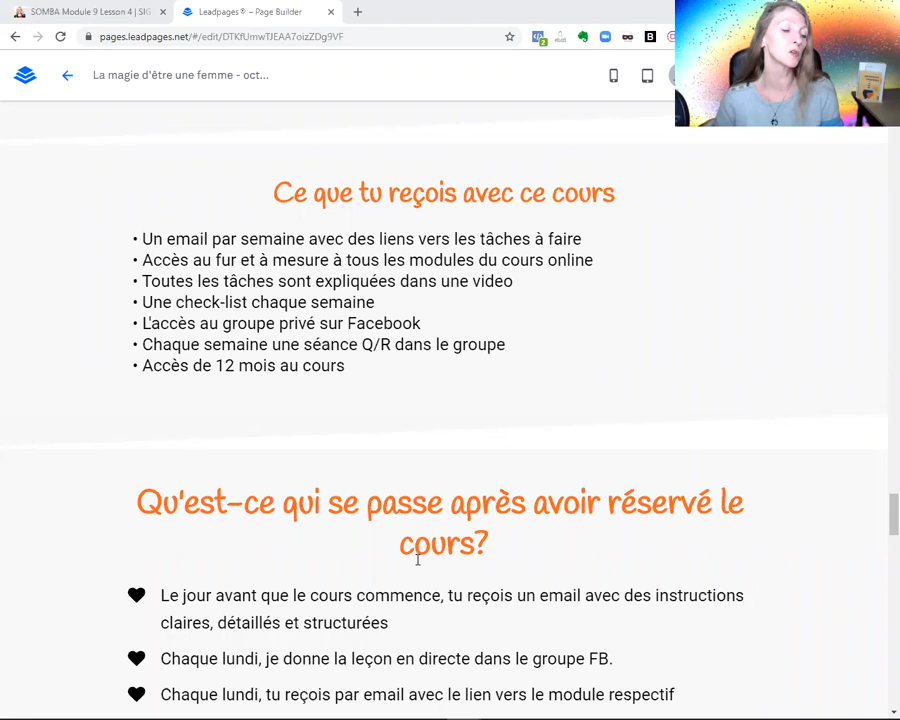 SOMBA Module 9 Lesson 4 | SIG
Leadpages® – Page Builder
pages.leadpages.net/#/edit/DTKfUmwTJEAA7oizZDg9VF
La magie d'être une femme - oct...
Ce que tu reçois avec ce cours
• Un email par semaine avec des liens vers les tâches à faire
• Accès au fur et à mesure à tous les modules du cours online
• Toutes les tâches sont expliquées dans une video
• Une check-list chaque semaine
• L'accès au groupe privé sur Facebook
• Chaque semaine une séance Q/R dans le groupe
• Accès de 12 mois au cours
Qu'est-ce qui se passe après avoir réservé le
cours?
Le jour avant que le cours commence, tu reçois un email avec des instructions
claires, détaillés et structurées
Chaque lundi, je donne la leçon en directe dans le groupe FB.
Chaque lundi, tu reçois par email avec le lien vers le module respectif